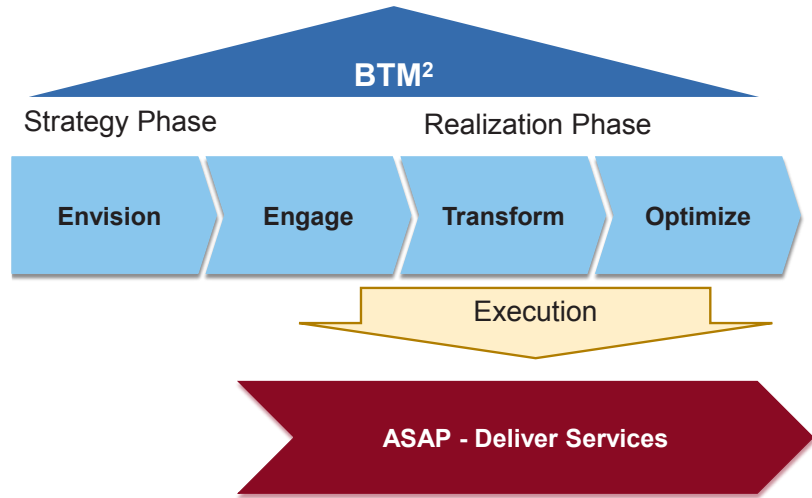 BTM²
Strategy Phase Realization Phase
Envision Engage Transform Optimize
Execution
ASAP - Deliver Services